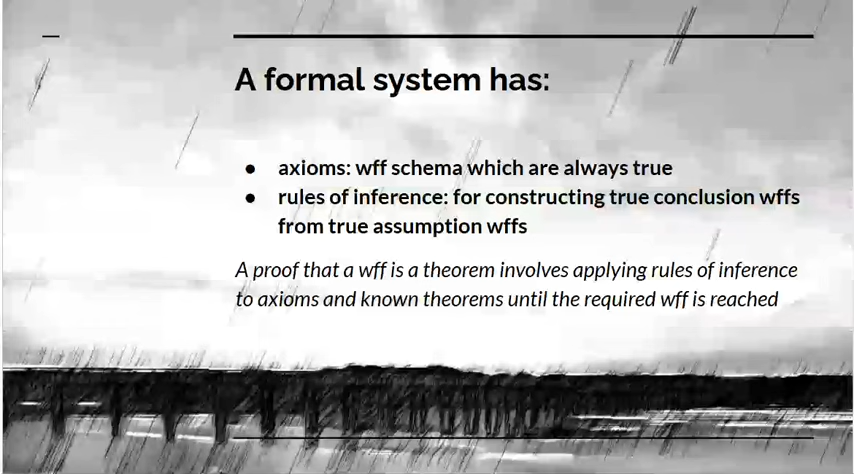 A formal system has:
● axioms: wff schema which are always true
● rules of inference: for constructing true conclusion wffs
from true assumption wffs
A proof that a wff is a theorem involves applying rules of inference
to axioms and known theorems until the required wff is reached